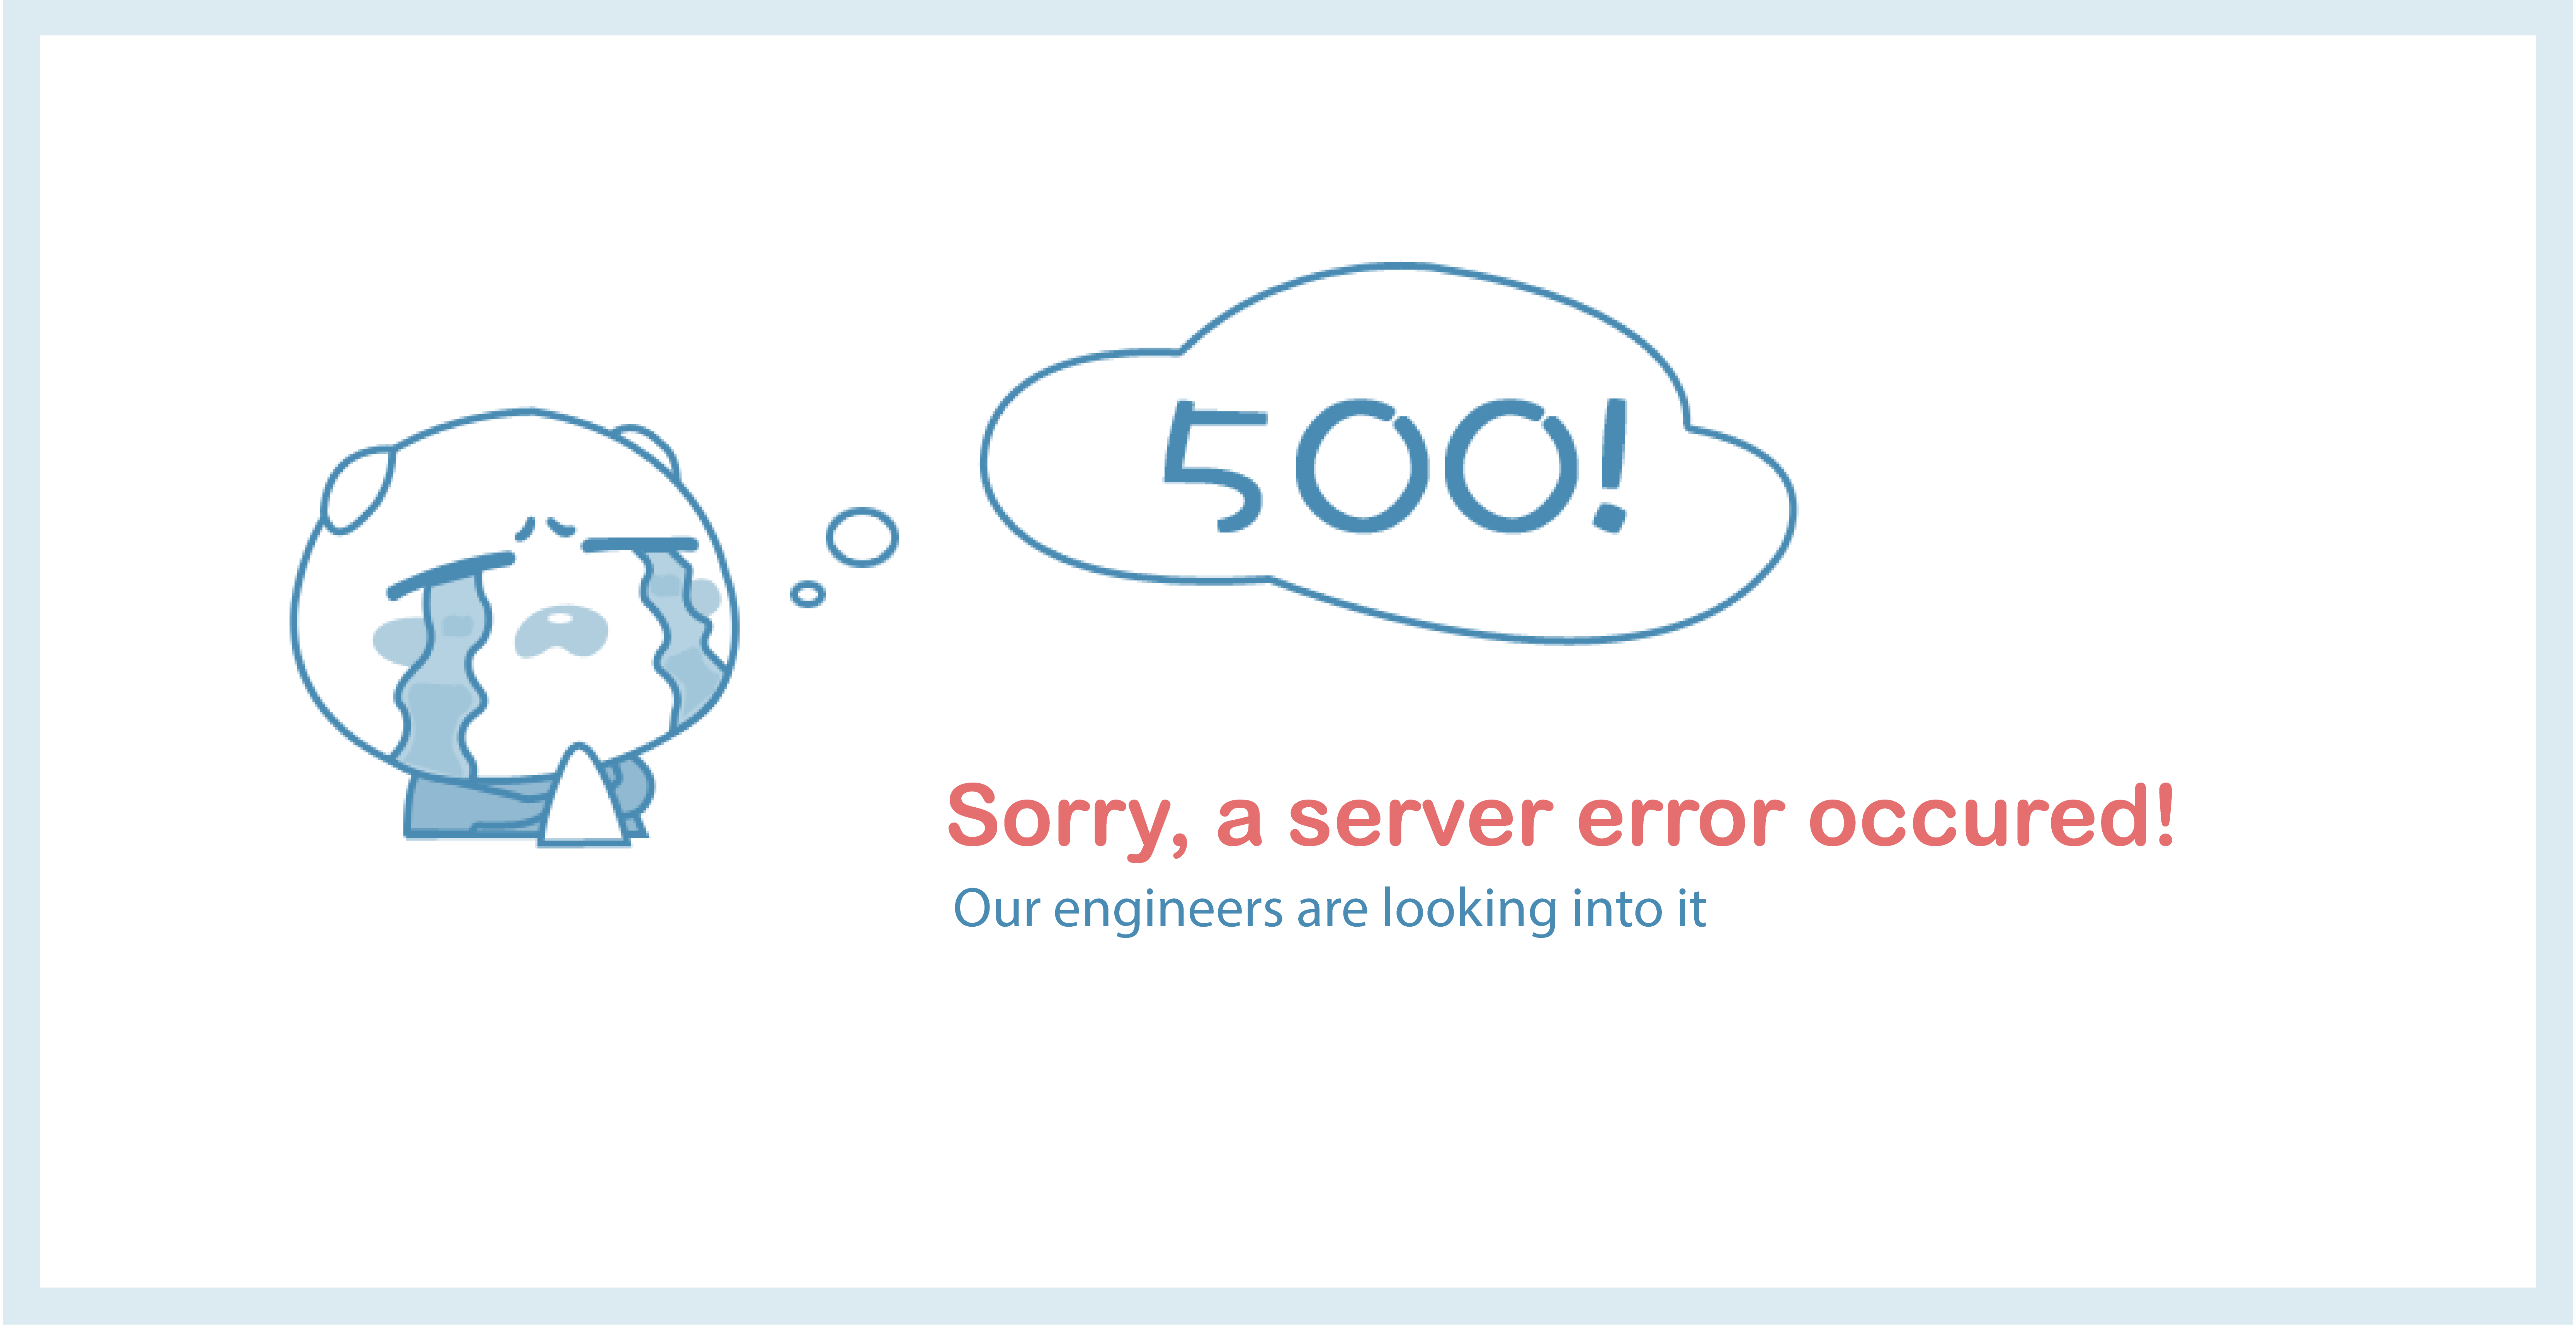 500!
Sorry, a server error occured!
Our engineers are looking into it